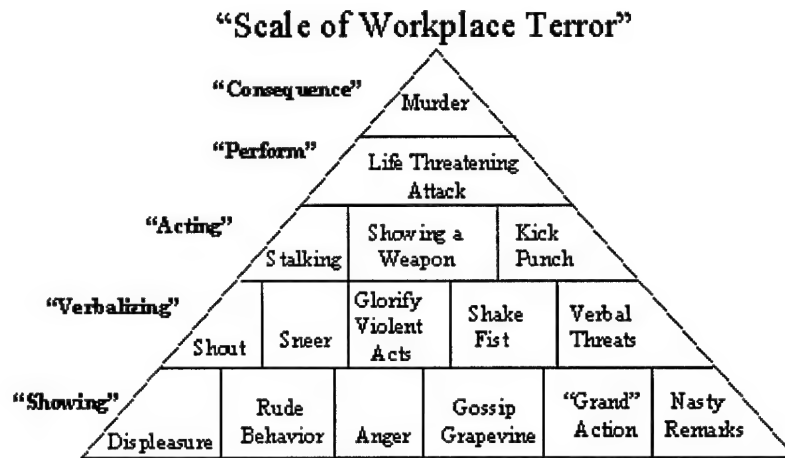 “Scale of Workplace Terror”
“Consequence”
Murder
“Perform”
Life Threatening
Attack
“Acting”
Stalking
Showing a
Weapon
Kick
Punch
“Verbalizing”
Shout
Sneer
Glorify
Violent
Acts
Shake
Fist
Verbal
Threats
“Showing”
Displeasure
Rude
Behavior
Anger
Gossip
Grapevine
“Grand”
Action
Nasty
Remarks